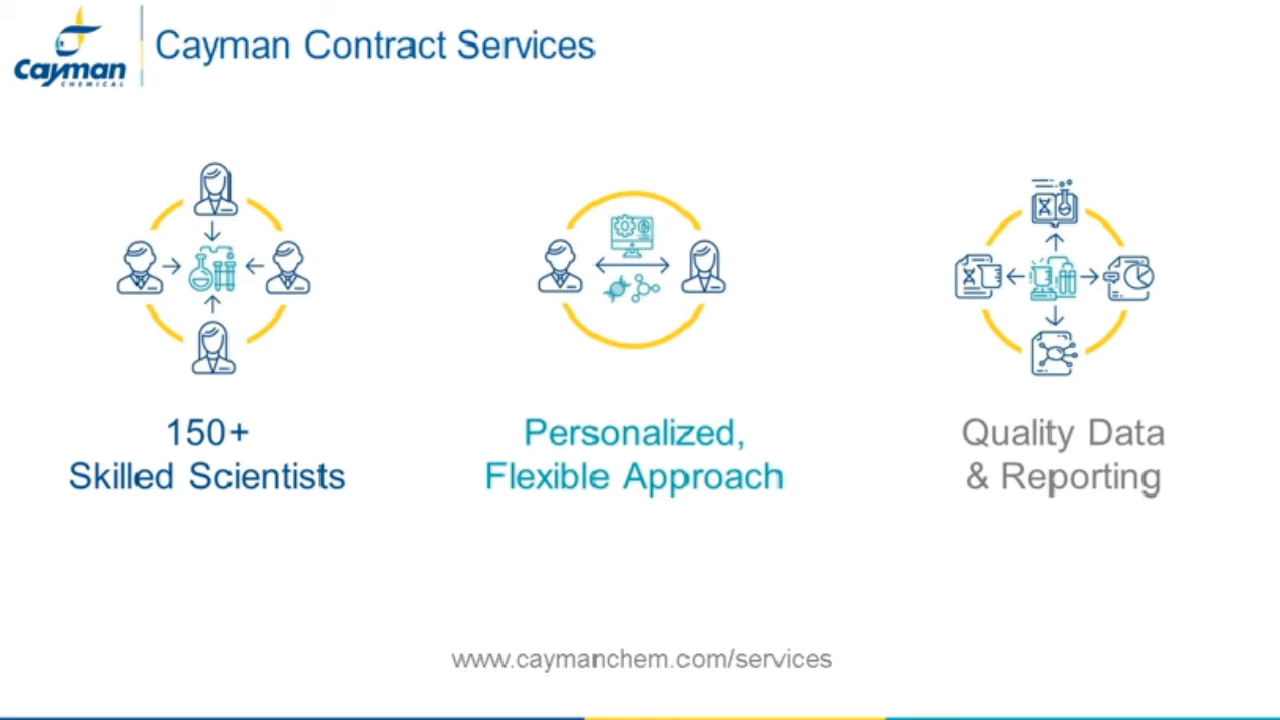 Cayman
CHEMICAL
Cayman Contract Services
150+
Skilled Scientists
Personalized,
Flexible Approach
Quality Data
& Reporting
www.caymanchem.com/services